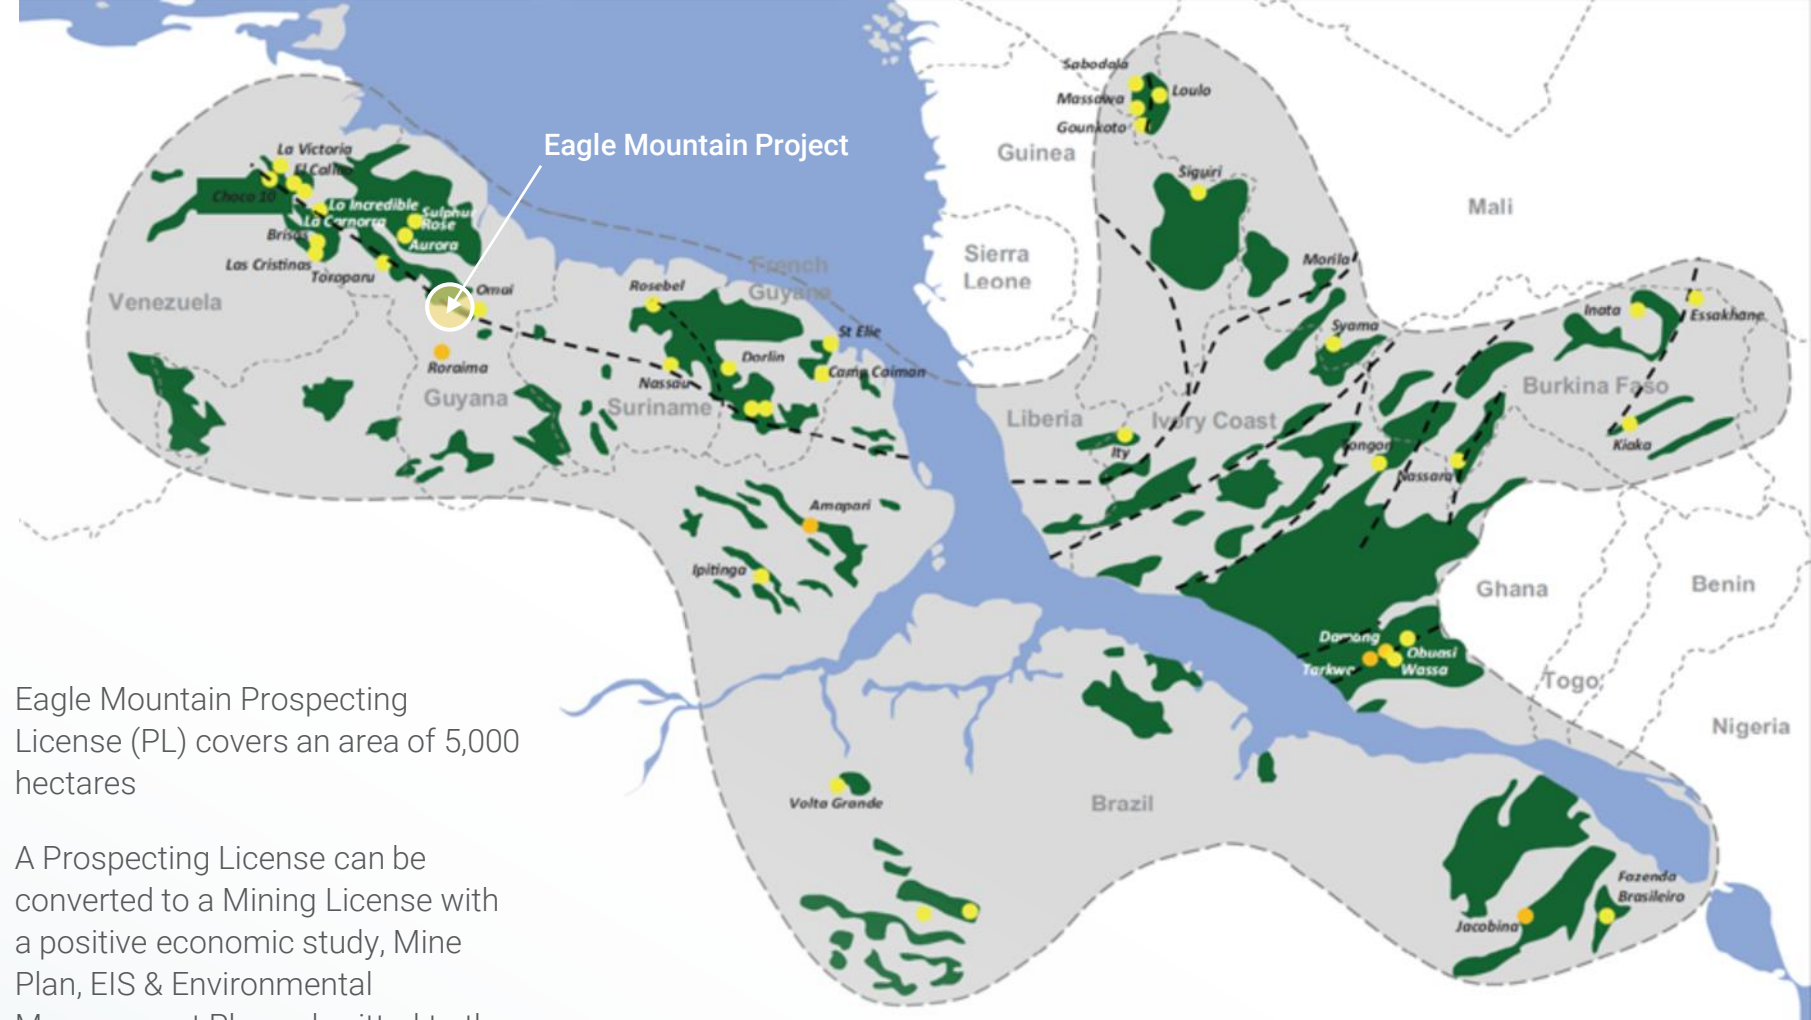 Eagle Mountain Project
Sabodala
Massawa
Loulo
Gounkoto
Guinea
Siguiri
Mali
Sierra
Leone
Morila
La Victoria
El Callao
Choco 10
Lo Incredible
La Camorra
Sulphur
Rose
Aurora
Brisas
Las Cristinas
Toroparu
Venezuela
Omai
Roraima
Guyana
Rosebel
French
Guyana
St Elie
Dorlin
Camp Caiman
Nassau
Suriname
Syama
Inata
Essakhane
Burkina Faso
Liberia
Ivory Coast
Ity
Tongon
Nassara
Kiaka
Amapari
Ipitinga
Ghana
Benin
Damang
Obuasi
Tarkwa
Wassa
Togo
Nigeria
Volta Grande
Brazil
Fazenda
Brasileiro
Jacobina
Eagle Mountain Prospecting
License (PL) covers an area of 5,000
hectares
A Prospecting License can be
converted to a Mining License with
a positive economic study, Mine
Plan, EIS & Environmental